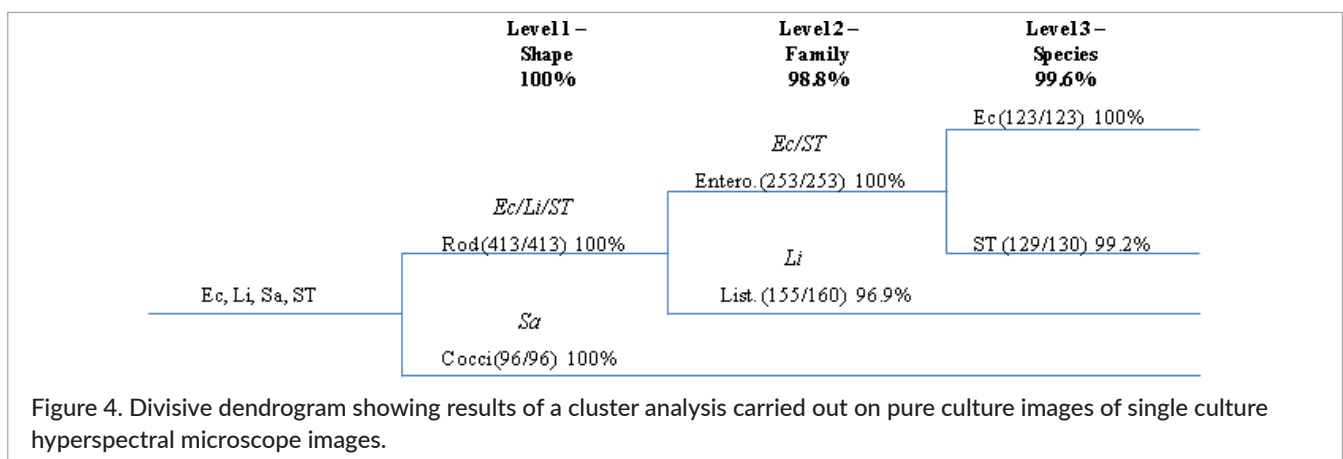 Level 1 – Level 2 – Level 3 –
Shape Family Species
100% 98.8% 99.6%
Ec (123/123) 100%
Ec/ST
Entero. (253/253) 100%
Ec/Li/ST
Rod (413/413) 100%
ST (129/130) 99.2%
Li
Ec, Li, Sa, ST
List. (155/160) 96.9%
Sa
Cocci (96/96) 100%
Figure 4. Divisive dendrogram showing results of a cluster analysis carried out on pure culture images of single culture
hyperspectral microscope images.